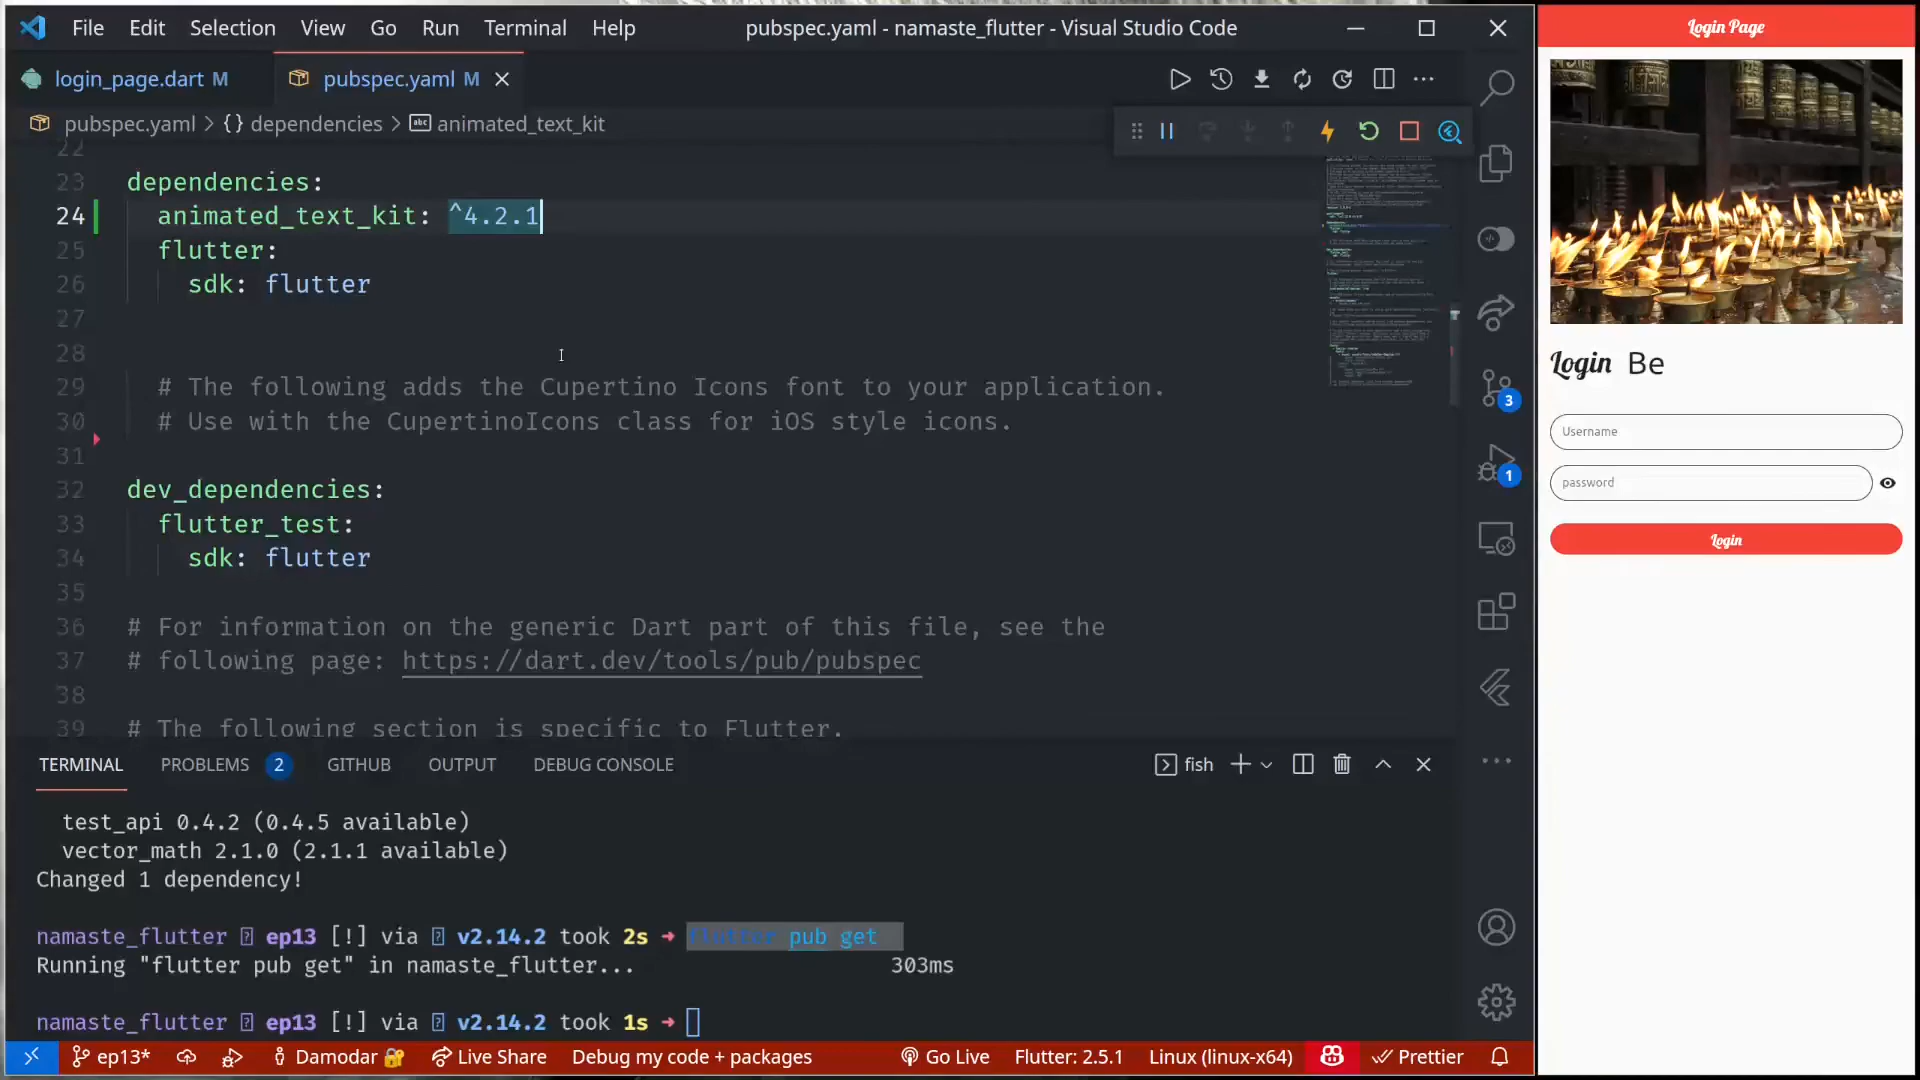 File Edit Selection View Go Run Terminal Help
pubspec.yaml - namaste_flutter - Visual Studio Code
login_page.dart M
pubspec.yaml M
pubspec.yaml > {} dependencies > abc animated_text_kit
22
23 dependencies:
24 animated_text_kit: ^4.2.1
25 flutter:
26 sdk: flutter
27
28
29 # The following adds the Cupertino Icons font to your application.
30 # Use with the CupertinoIcons class for iOS style icons.
31
32 dev_dependencies:
33 flutter_test:
34 sdk: flutter
35
36 # For information on the generic Dart part of this file, see the
37 # following page: https://dart.dev/tools/pub/pubspec
38
39 # The following section is specific to Flutter.
3
1
TERMINAL PROBLEMS 2 GITHUB OUTPUT DEBUG CONSOLE
fish
test_api 0.4.2 (0.4.5 available)
vector_math 2.1.0 (2.1.1 available)
Changed 1 dependency!
namaste_flutter ep13 [!] via v2.14.2 took 2s → flutter pub get
Running "flutter pub get" in namaste_flutter... 303ms
namaste_flutter ep13 [!] via v2.14.2 took 1s →
ep13* Damodar Live Share Debug my code + packages Go Live Flutter: 2.5.1 Linux (linux-x64) Prettier
Login Page
Login Be
Username
password
Login